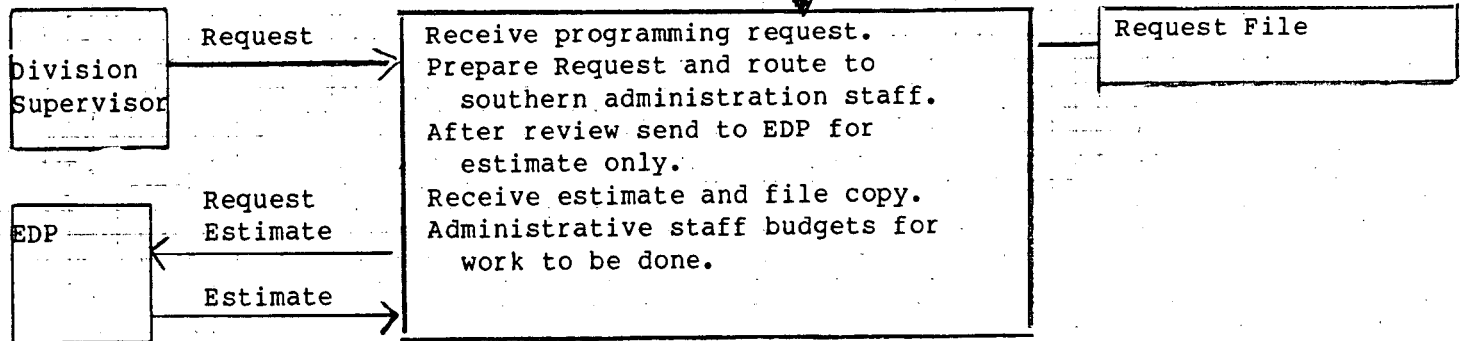 Division
Supervisor
Request
Receive programming request.
Prepare Request and route to
southern administration staff.
After review send to EDP for
estimate only.
Receive estimate and file copy.
Administrative staff budgets for
work to be done.
Request File
EDP
Request
Estimate
Estimate